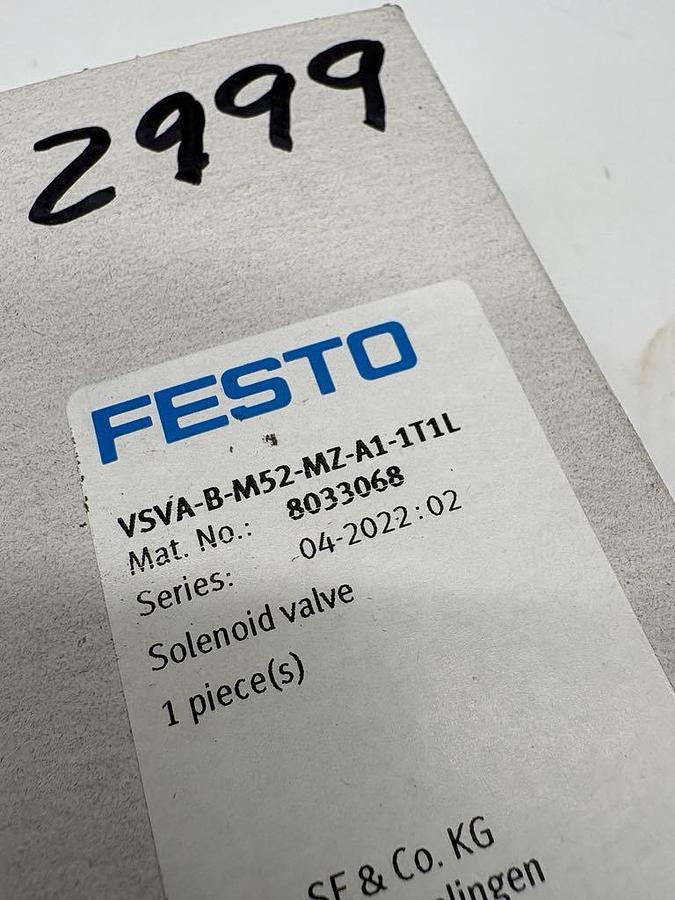 2999
FESTO
VSVA-B-M52-MZ-A1-1T1L
Mat. No.: 8033068
Series: 04-2022:02
Solenoid valve
1 piece(s)
SE & Co. KG